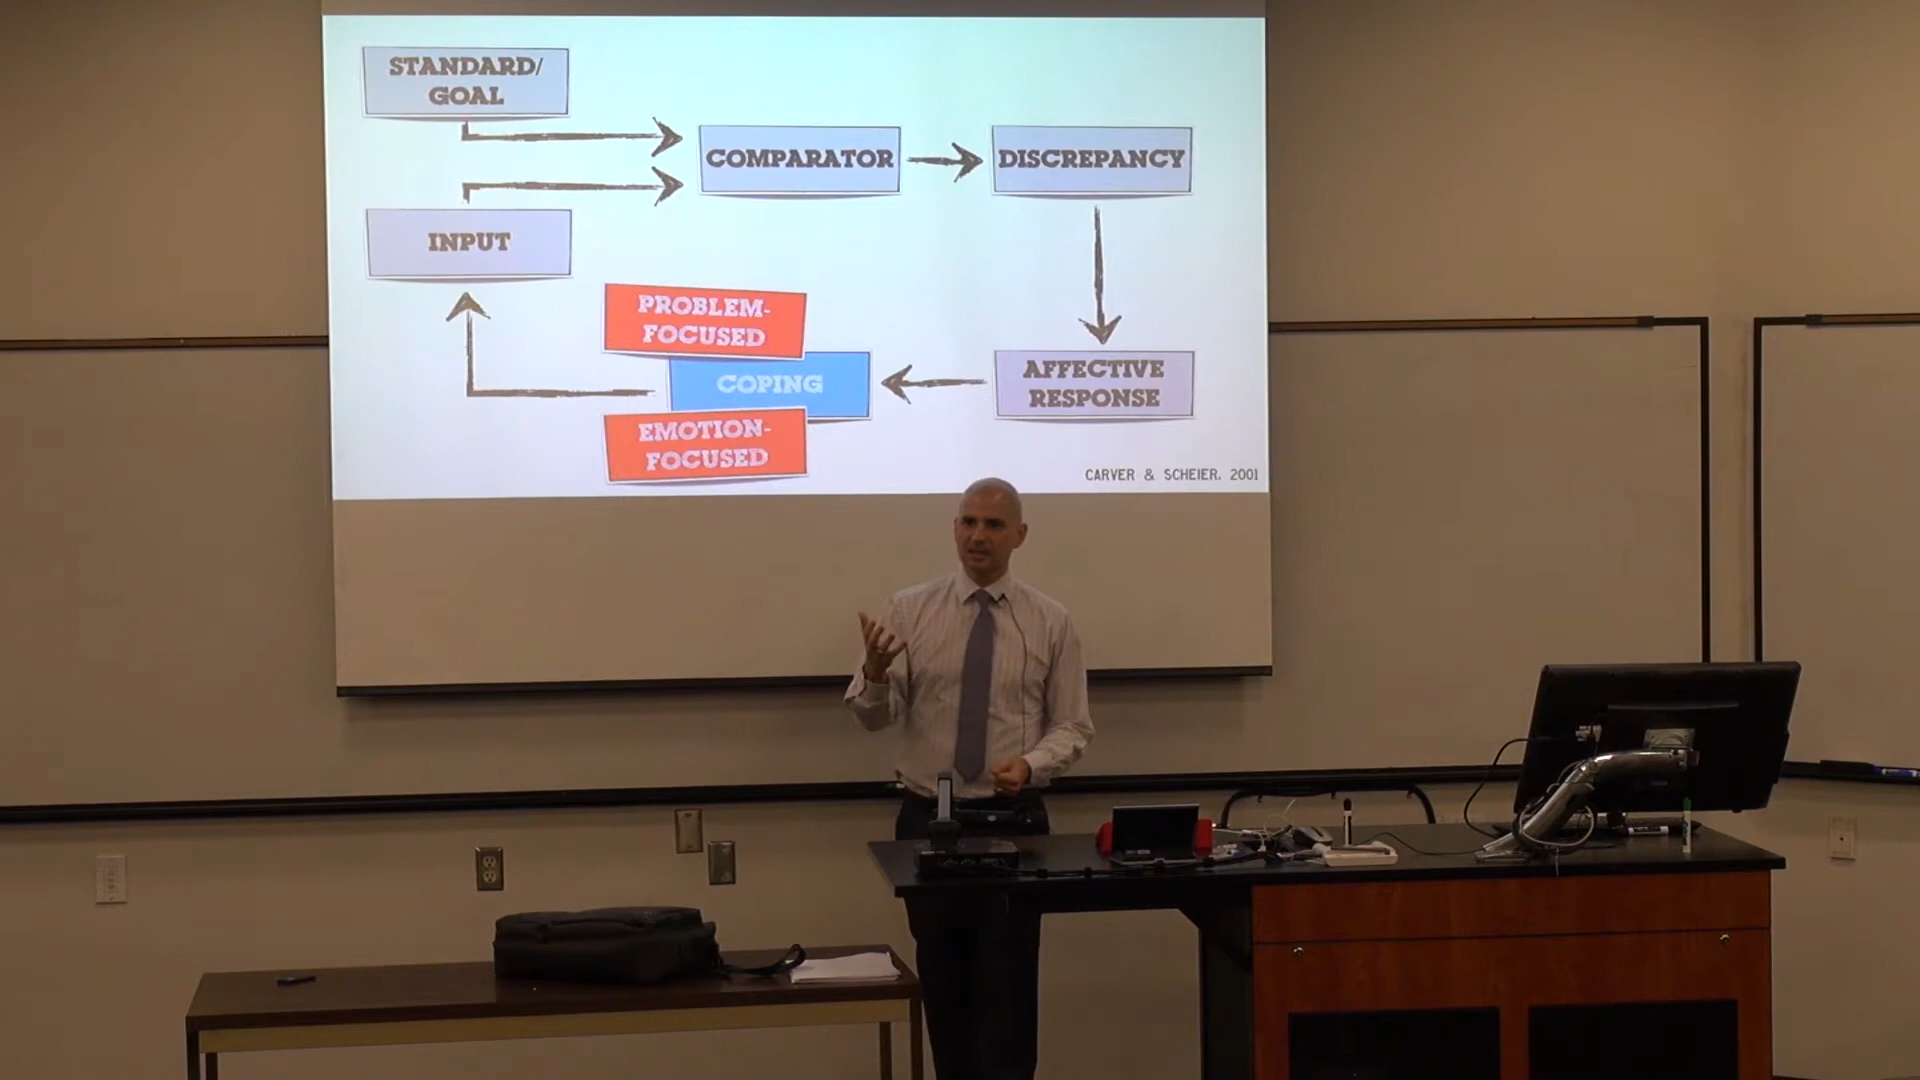 STANDARD/
GOAL
COMPARATOR
DISCREPANCY
INPUT
PROBLEM-
FOCUSED
COPING
EMOTION-
FOCUSED
AFFECTIVE
RESPONSE
CARVER & SCHEIER, 2001